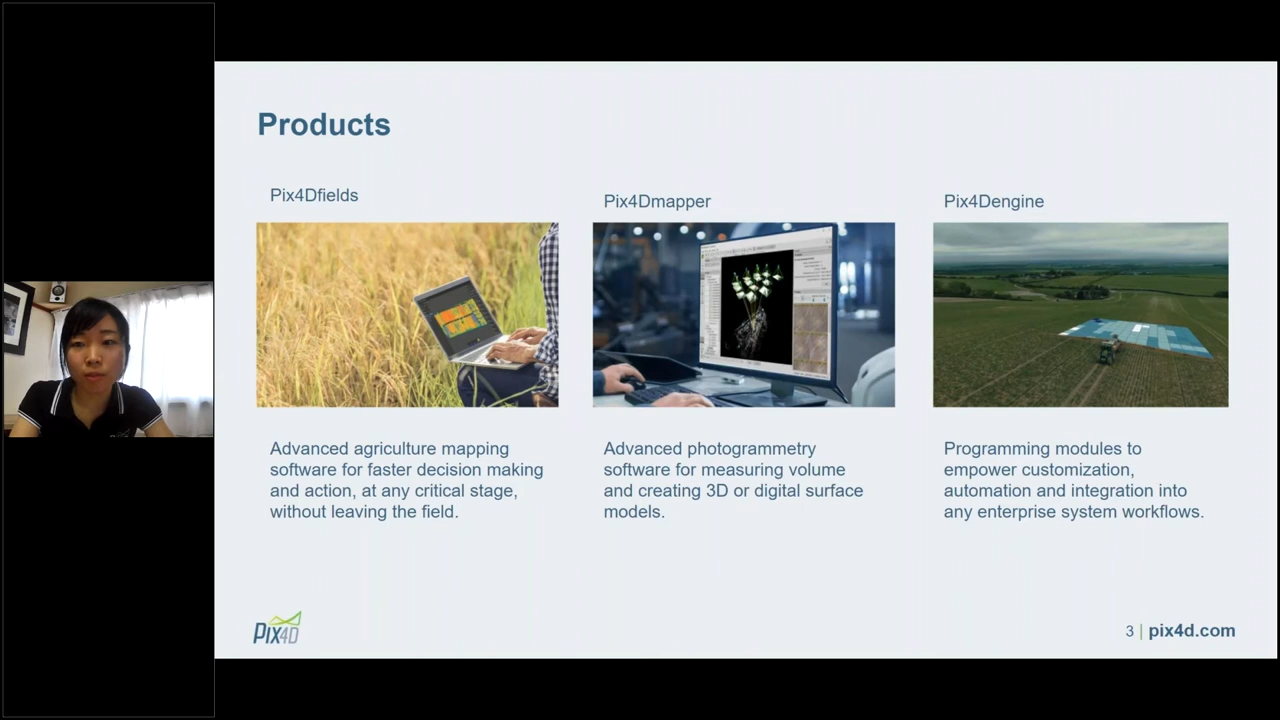 Products
Pix4Dfields
Pix4Dmapper
Pix4Dengine
Advanced agriculture mapping
software for faster decision making
and action, at any critical stage,
without leaving the field.
Advanced photogrammetry
software for measuring volume
and creating 3D or digital surface
models.
Programming modules to
empower customization,
automation and integration into
any enterprise system workflows.
PIX4D
3 | pix4d.com